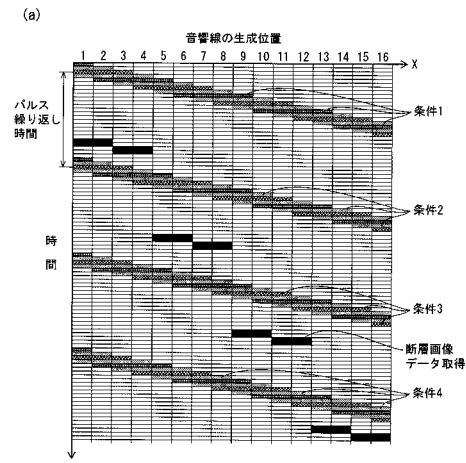 (a)
音響線の生成位置
1 2 3 4 5 6 7 8 9 10 11 12 13 14 15 16
X
パルス
繰り返し
時間
条件1
条件2
時
間
条件3
断層画像
データ取得
条件4